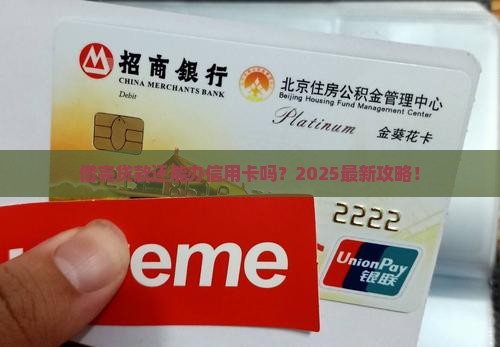 招商银行
CHINA MERCHANTS BANK
Debit
北京住房公积金管理中心
Beijing Housing Fund Management Center
Platinum
金葵花卡
信用卡吗？2025最新攻略！
2222
eme
UnionPay
银联